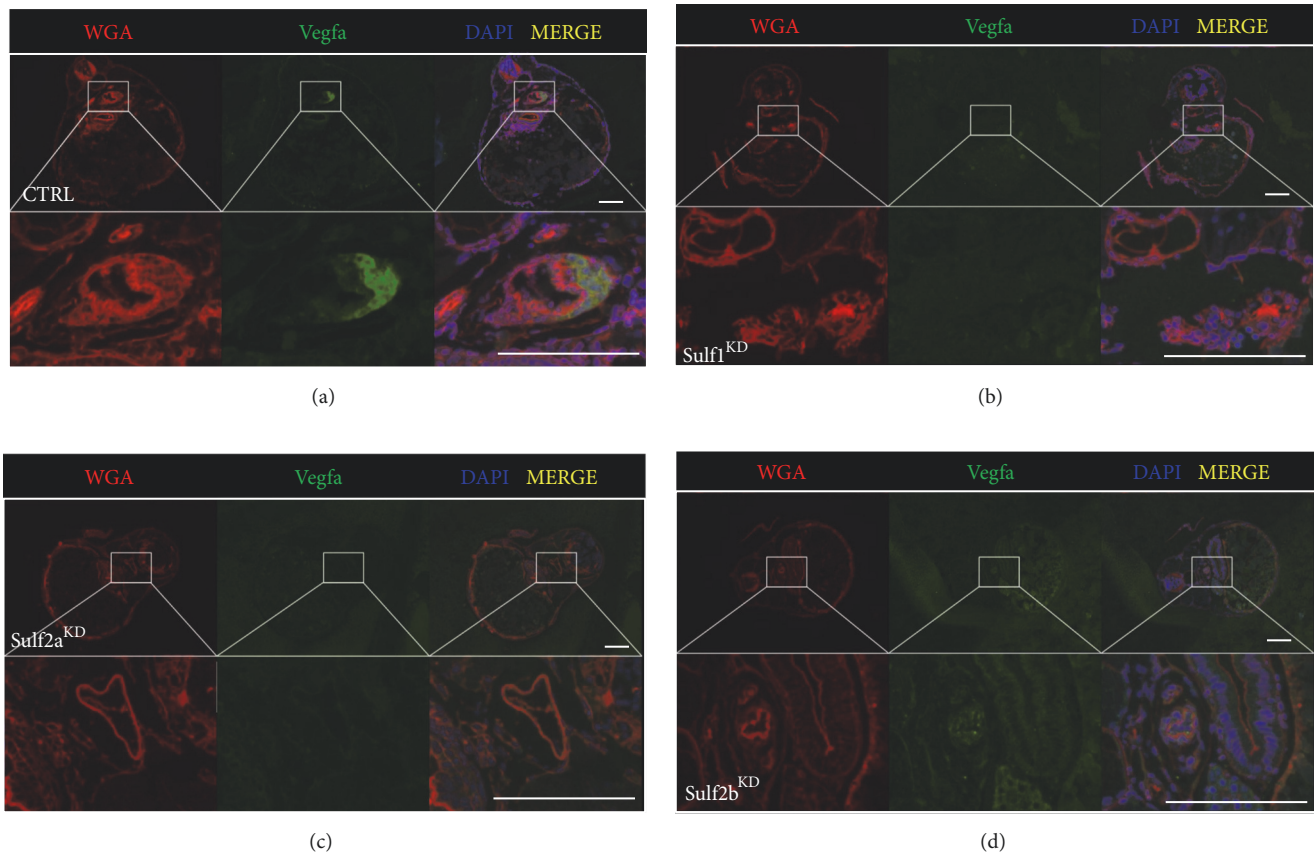 WGA Vegfa DAPI MERGE
CTRL
(a)
WGA Vegfa DAPI MERGE
Sulf1KD
(b)
WGA Vegfa DAPI MERGE
Sulf2aKD
(c)
WGA Vegfa DAPI MERGE
Sulf2bKD
(d)